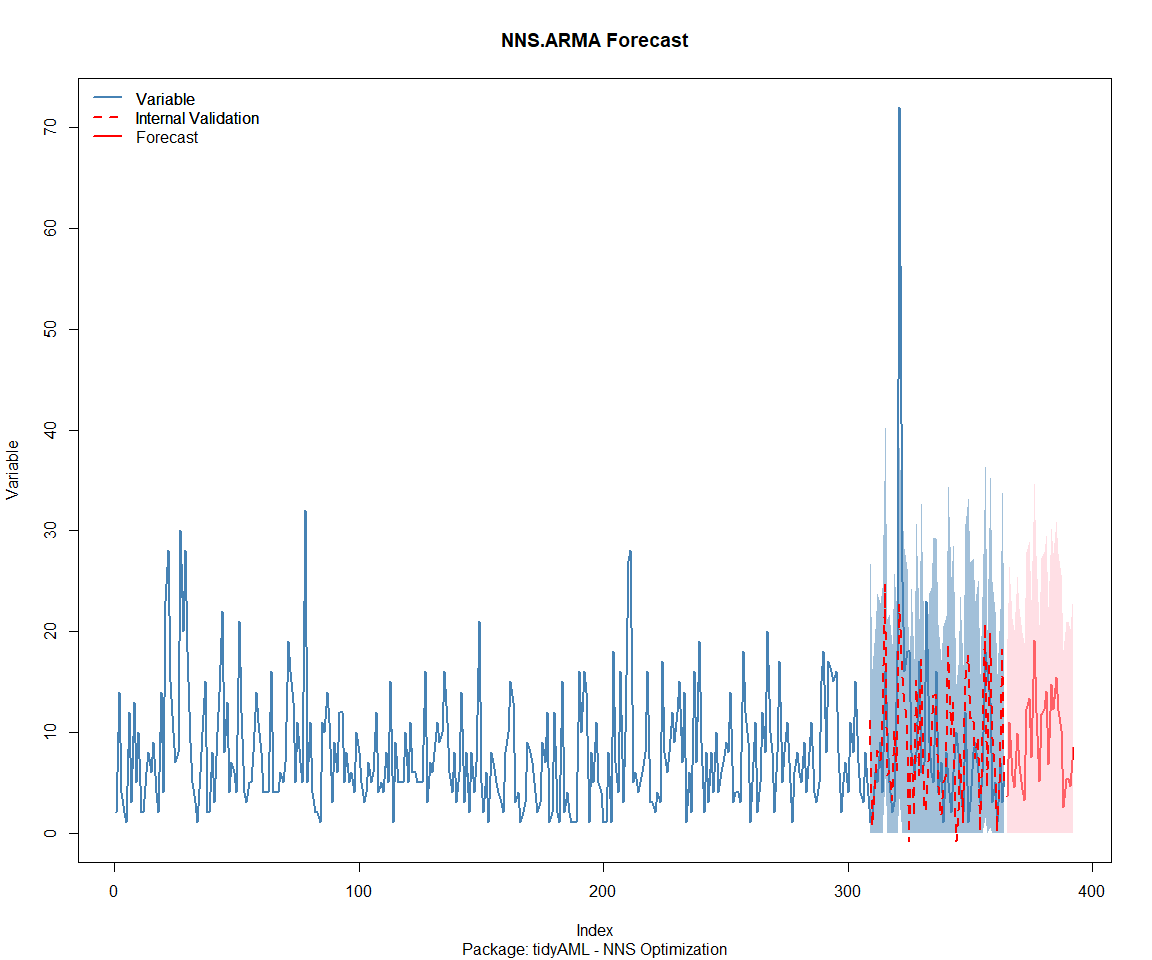 NNS.ARMA Forecast
Variable
Internal Validation
Forecast
70
60
50
40
30
20
10
0
Variable
0
100
200
300
400
Index
Package: tidyAML - NNS Optimization